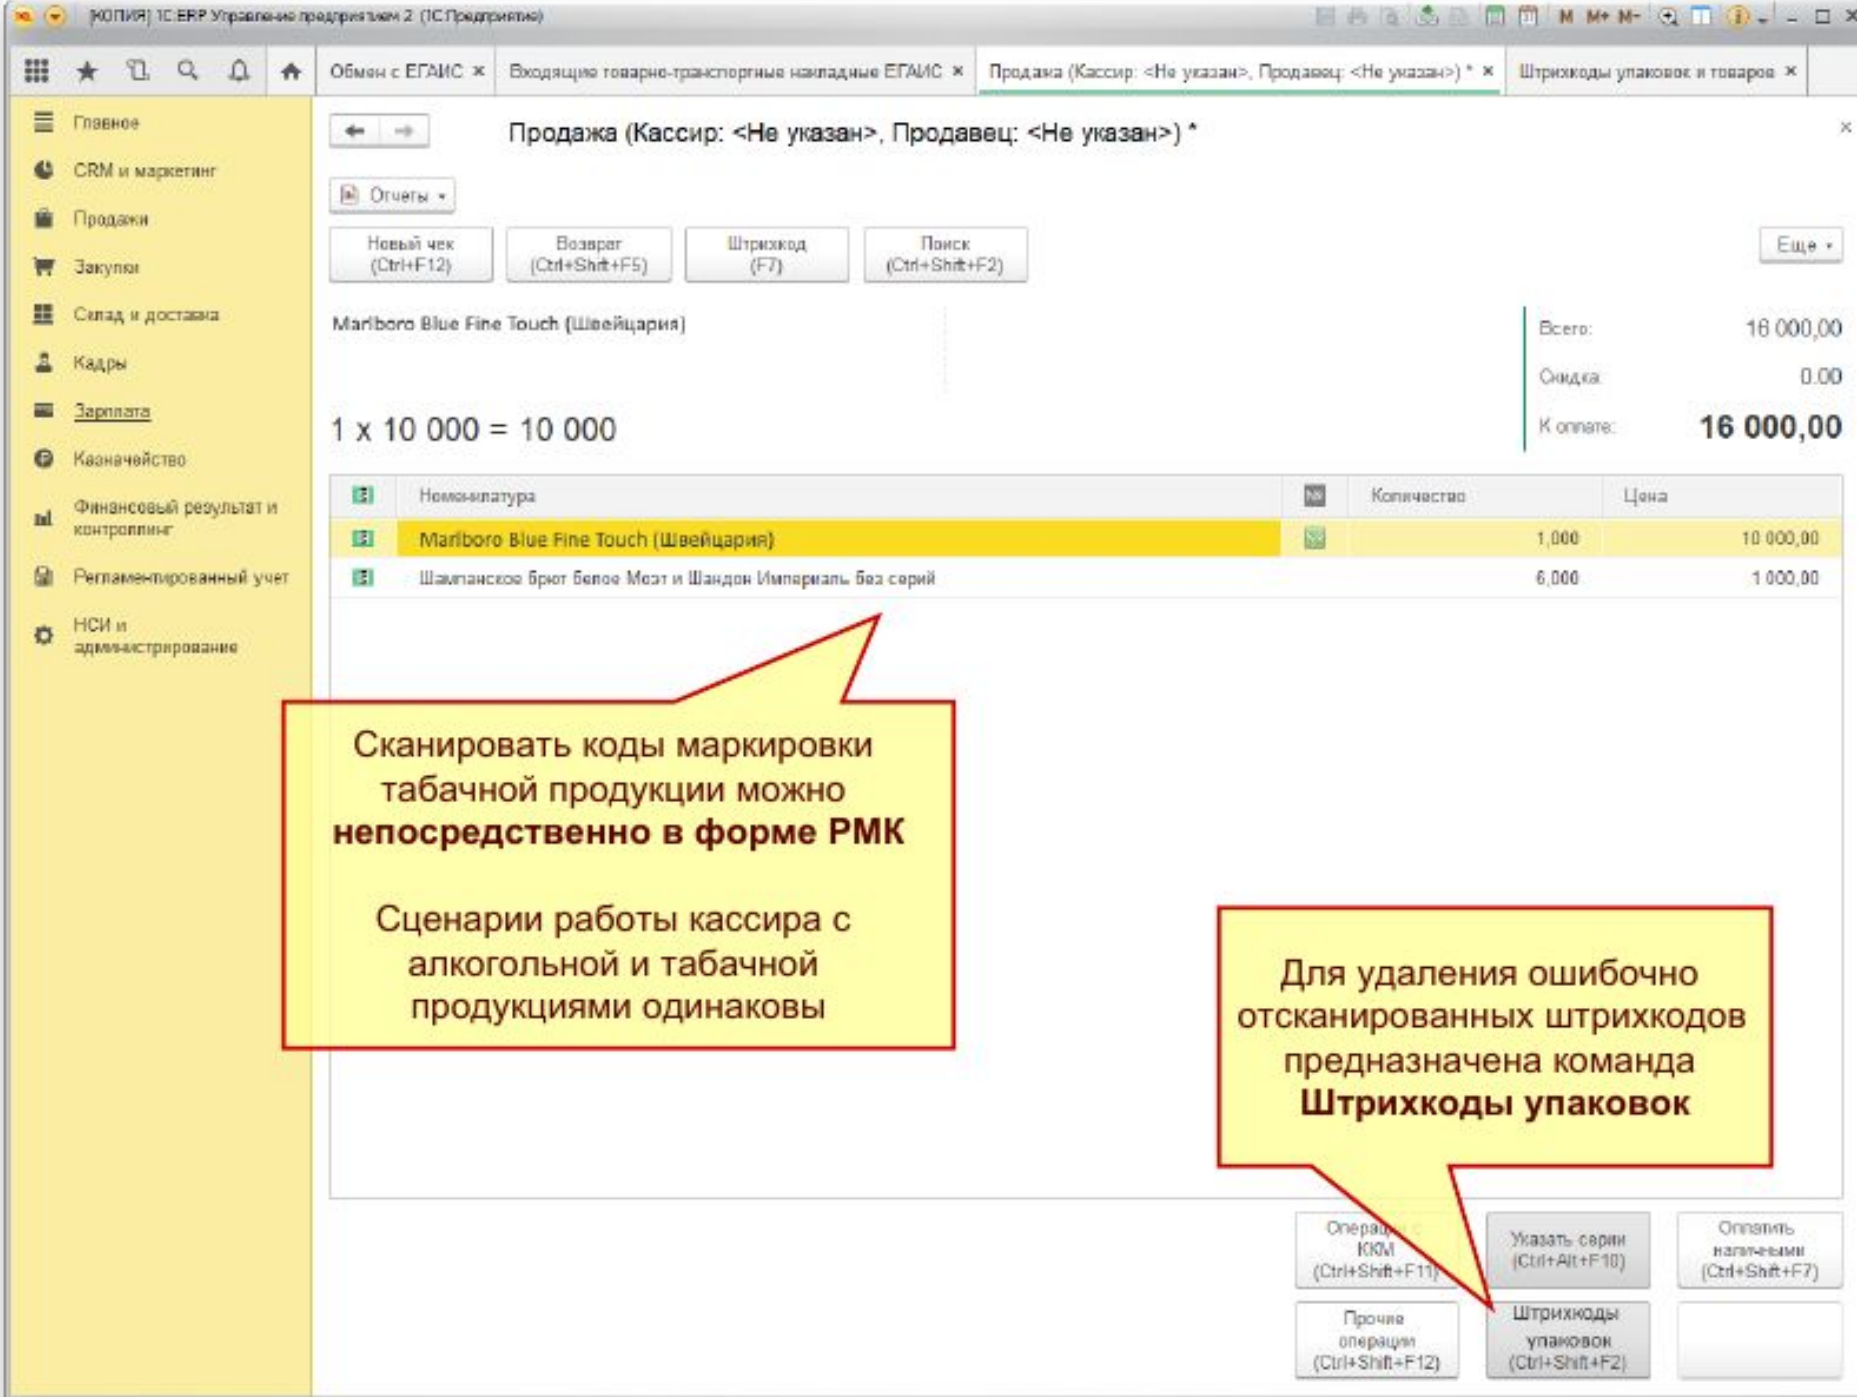 [КОПИЯ] 1С:ERP Управление предприятием 2 (1С:Предприятие)
M M+ M-
Обмен с ЕГАИС ×
Входящие товарно-транспортные накладные ЕГАИС ×
Продажа (Кассир: <Не указан>, Продавец: <Не указан>) * ×
Штрихкоды упаковок и товаров ×
Главное
CRM и маркетинг
Продажи
Закупки
Склад и доставка
Кадры
Зарплата
Казначейство
Финансовый результат и
контроллинг
Регламентированный учет
НСИ и
администрирование
Продажа (Кассир: <Не указан>, Продавец: <Не указан>) *
Отчеты
Новый чек
(Ctrl+F12)
Возврат
(Ctrl+Shift+F5)
Штрихкод
(F7)
Поиск
(Ctrl+Shift+F2)
Еще
Marlboro Blue Fine Touch (Швейцария)
1 x 10 000 = 10 000
Всего: 16 000,00
Скидка: 0.00
К оплате: 16 000,00
Номенклатура Количество Цена
Marlboro Blue Fine Touch (Швейцария) 1,000 10 000,00
Шампанское брют белое Моэт и Шандон Империаль без серий 6,000 1 000,00
Сканировать коды маркировки
табачной продукции можно
непосредственно в форме РМК
Сценарии работы кассира с
алкогольной и табачной
продукциями одинаковы
Для удаления ошибочно
отсканированных штрихкодов
предназначена команда
Штрихкоды упаковок
Операции с
ККМ
(Ctrl+Shift+F11)
Указать серии
(Ctrl+Alt+F10)
Оплатить
наличными
(Ctrl+Shift+F7)
Прочие
операции
(Ctrl+Shift+F12)
Штрихкоды
упаковок
(Ctrl+Shift+F2)